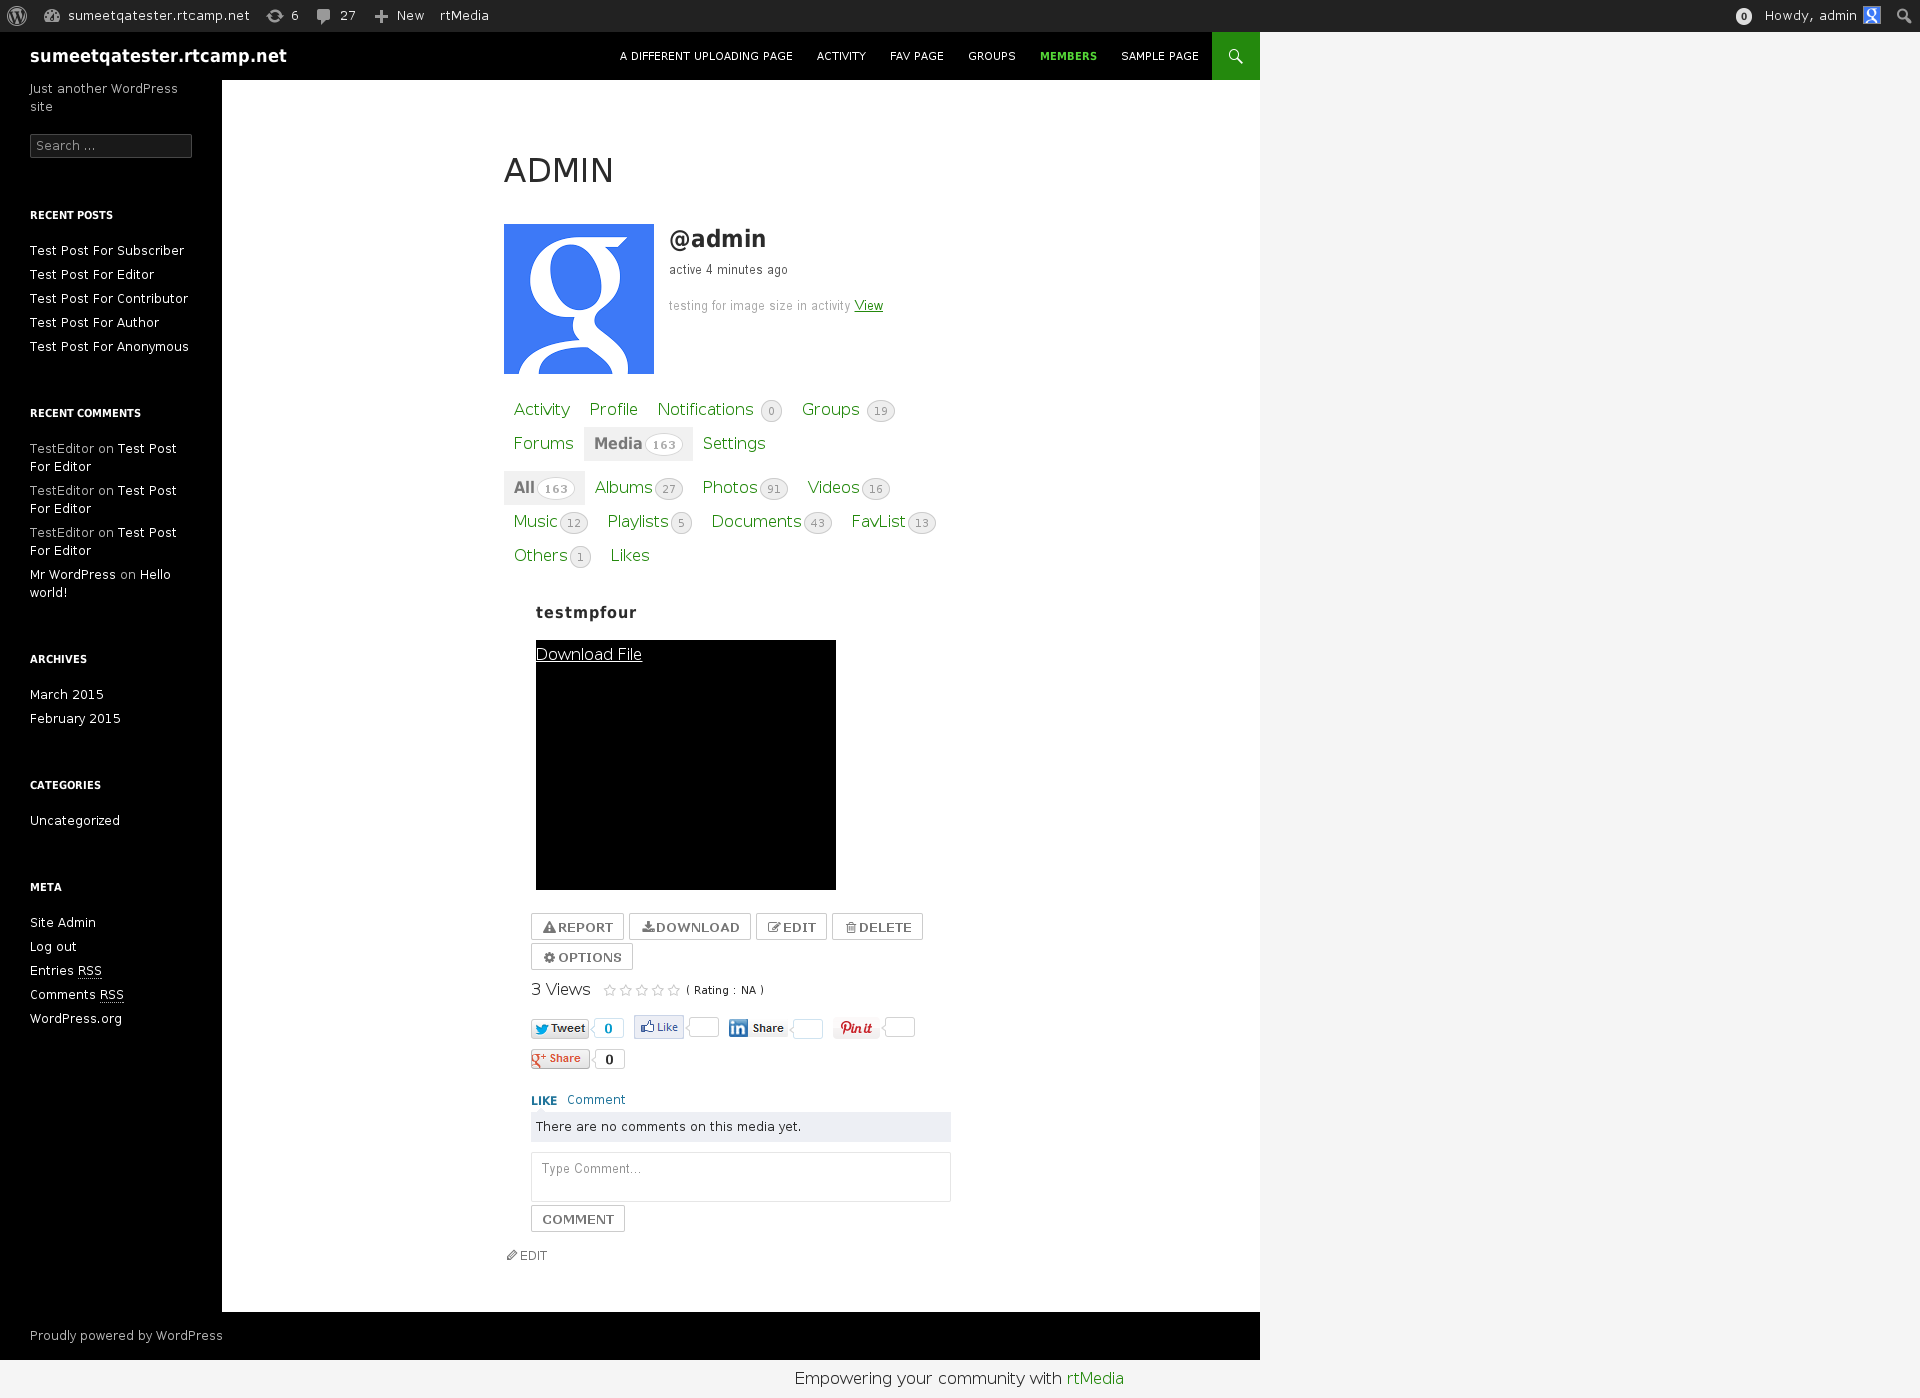 sumeetqatester.rtcamp.net 6 27 New rtMedia 0 Howdy, admin
sumeetqatester.rtcamp.net A DIFFERENT UPLOADING PAGE ACTIVITY FAV PAGE GROUPS MEMBERS SAMPLE PAGE
Just another WordPress
site
Search ...
RECENT POSTS
Test Post For Subscriber
Test Post For Editor
Test Post For Contributor
Test Post For Author
Test Post For Anonymous
RECENT COMMENTS
TestEditor on Test Post
For Editor
TestEditor on Test Post
For Editor
TestEditor on Test Post
For Editor
Mr WordPress on Hello
world!
ARCHIVES
March 2015
February 2015
CATEGORIES
Uncategorized
META
Site Admin
Log out
Entries RSS
Comments RSS
WordPress.org
ADMIN
g
@admin
active 4 minutes ago
testing for image size in activity View
Activity Profile Notifications 0 Groups 19
Forums Media 163 Settings
All 163 Albums 27 Photos 91 Videos 16
Music 12 Playlists 5 Documents 43 FavList 13
Others 1 Likes
testmpfour
Download File
REPORT DOWNLOAD EDIT DELETE
OPTIONS
3 Views ( Rating : NA )
Tweet 0 Like in Share Pin it
g+ Share 0
LIKE Comment
There are no comments on this media yet.
Type Comment...
COMMENT
EDIT
Proudly powered by WordPress
Empowering your community with rtMedia